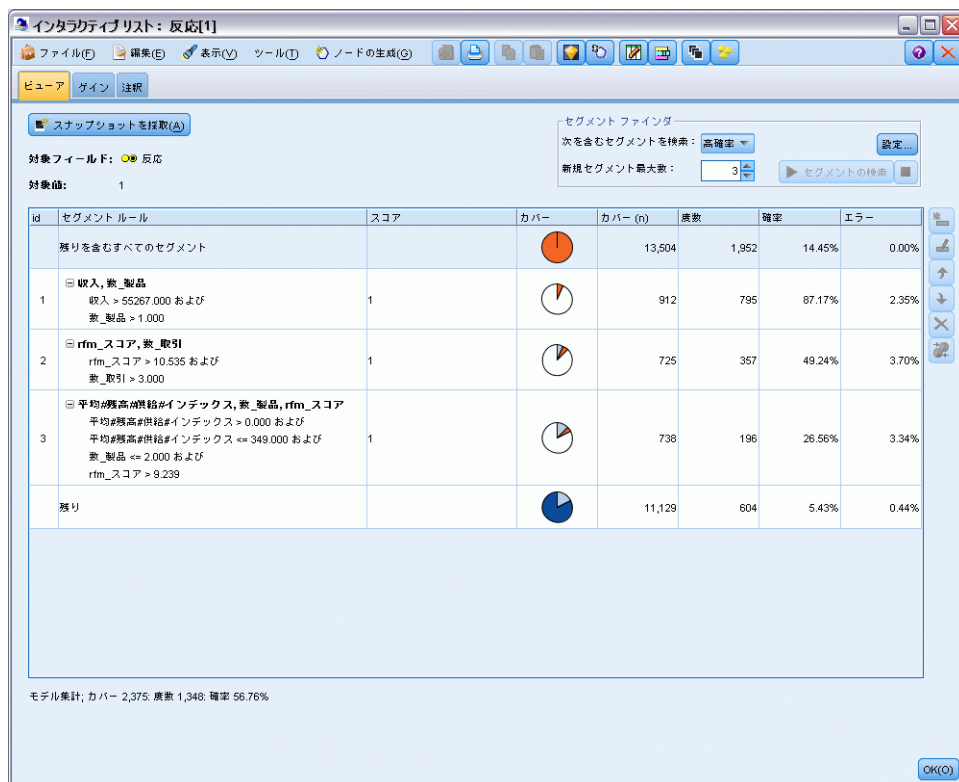 インタラクティブ リスト： 反応[1]
ファイル(F) 編集(E) 表示(V) ツール(T) ノードの生成(G)
ビューア ゲイン 注釈
スナップショットを採取(A)
セグメント ファインダ
次を含むセグメントを検索： 高確率 設定...
新規セグメント最大数： 3 セグメントの検索
対象フィールド: 反応
対象値: 1
id セグメント ルール スコア カバー カバー (n) 度数 確率 エラー
残りを含むすべてのセグメント 13,504 1,952 14.45% 0.00%
収入, 数_製品
1 収入 > 55267.000 および 1 912 795 87.17% 2.35%
数_製品 > 1.000
rfm_スコア, 数_取引
2 rfm_スコア > 10.535 および 1 725 357 49.24% 3.70%
数_取引 > 3.000
平均#残高#供給#インデックス, 数_製品, rfm_スコア
平均#残高#供給#インデックス > 0.000 および
3 平均#残高#供給#インデックス <= 349.000 および 1 738 196 26.56% 3.34%
数_製品 <= 2.000 および
rfm_スコア > 9.239
残り 11,129 604 5.43% 0.44%
モデル集計; カバー 2,375: 度数 1,348: 確率 56.76%
OK(O)